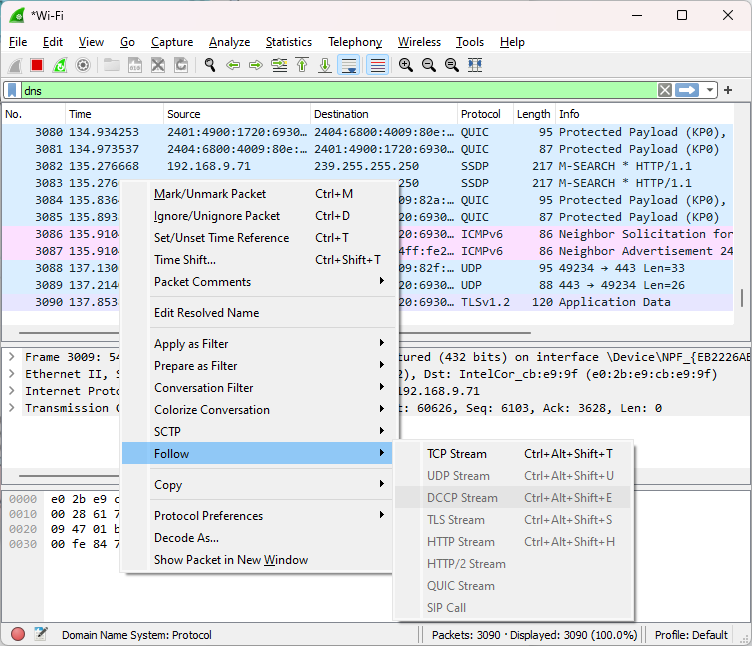 *Wi-Fi
File Edit View Go Capture Analyze Statistics Telephony Wireless Tools Help
dns
No. Time Source Destination Protocol Length Info
3080 134.934253 2401:4900:1720:6930… 2404:6800:4009:80e:… QUIC 95 Protected Payload (KP0),
3081 134.973537 2404:6800:4009:80e:… 2401:4900:1720:6930… QUIC 87 Protected Payload (KP0)
3082 135.276668 192.168.9.71 239.255.255.250 SSDP 217 M-SEARCH * HTTP/1.1
3083 135.276 .250 SSDP 217 M-SEARCH * HTTP/1.1
3084 135.836 09:82a:… QUIC 95 Protected Payload (KP0),
3085 135.893 20:6930… QUIC 87 Protected Payload (KP0)
3086 135.9104 20:6930… ICMPv6 86 Neighbor Solicitation for
3087 135.9104 4ff:fe2… ICMPv6 86 Neighbor Advertisement 24
3088 137.130 09:82f:… UDP 95 49234 → 443 Len=33
3089 137.214 20:6930… UDP 88 443 → 49234 Len=26
3090 137.853 20:6930… TLSv1.2 120 Application Data
Mark/Unmark Packet Ctrl+M
Ignore/Unignore Packet Ctrl+D
Set/Unset Time Reference Ctrl+T
Time Shift... Ctrl+Shift+T
Packet Comments
Edit Resolved Name
Apply as Filter
Prepare as Filter
Conversation Filter
Colorize Conversation
SCTP
Follow
Copy
Protocol Preferences
Decode As...
Show Packet in New Window
TCP Stream Ctrl+Alt+Shift+T
UDP Stream Ctrl+Alt+Shift+U
DCCP Stream Ctrl+Alt+Shift+E
TLS Stream Ctrl+Alt+Shift+S
HTTP Stream Ctrl+Alt+Shift+H
HTTP/2 Stream
QUIC Stream
SIP Call
Frame 3009: 54 tured (432 bits) on interface \Device\NPF_{EB2226AB
Ethernet II, S 2), Dst: IntelCor_cb:e9:9f (e0:2b:e9:cb:e9:9f)
Internet Proto 192.168.9.71
Transmission C t: 60626, Seq: 6103, Ack: 3628, Len: 0
0000 e0 2b e9 c
0010 00 28 61 7
0020 09 47 01 b
0030 00 fe 84 7
Domain Name System: Protocol Packets: 3090 · Displayed: 3090 (100.0%) Profile: Default